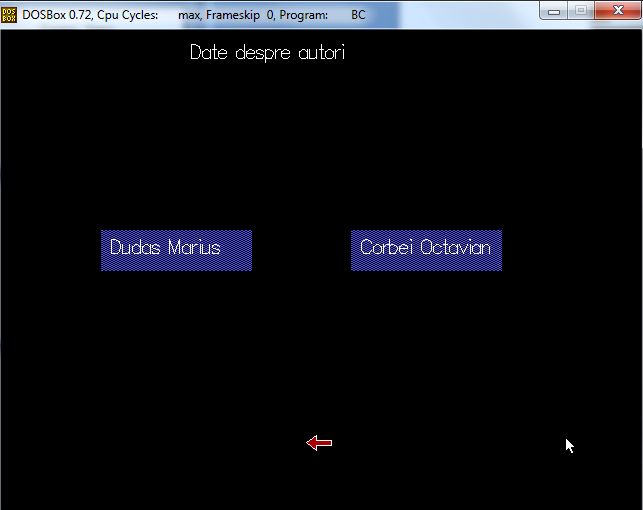 DOSBox 0.72, Cpu Cycles: max, Frameskip 0, Program: BC
Date despre autori
Dudas Marius
Corbei Octavian